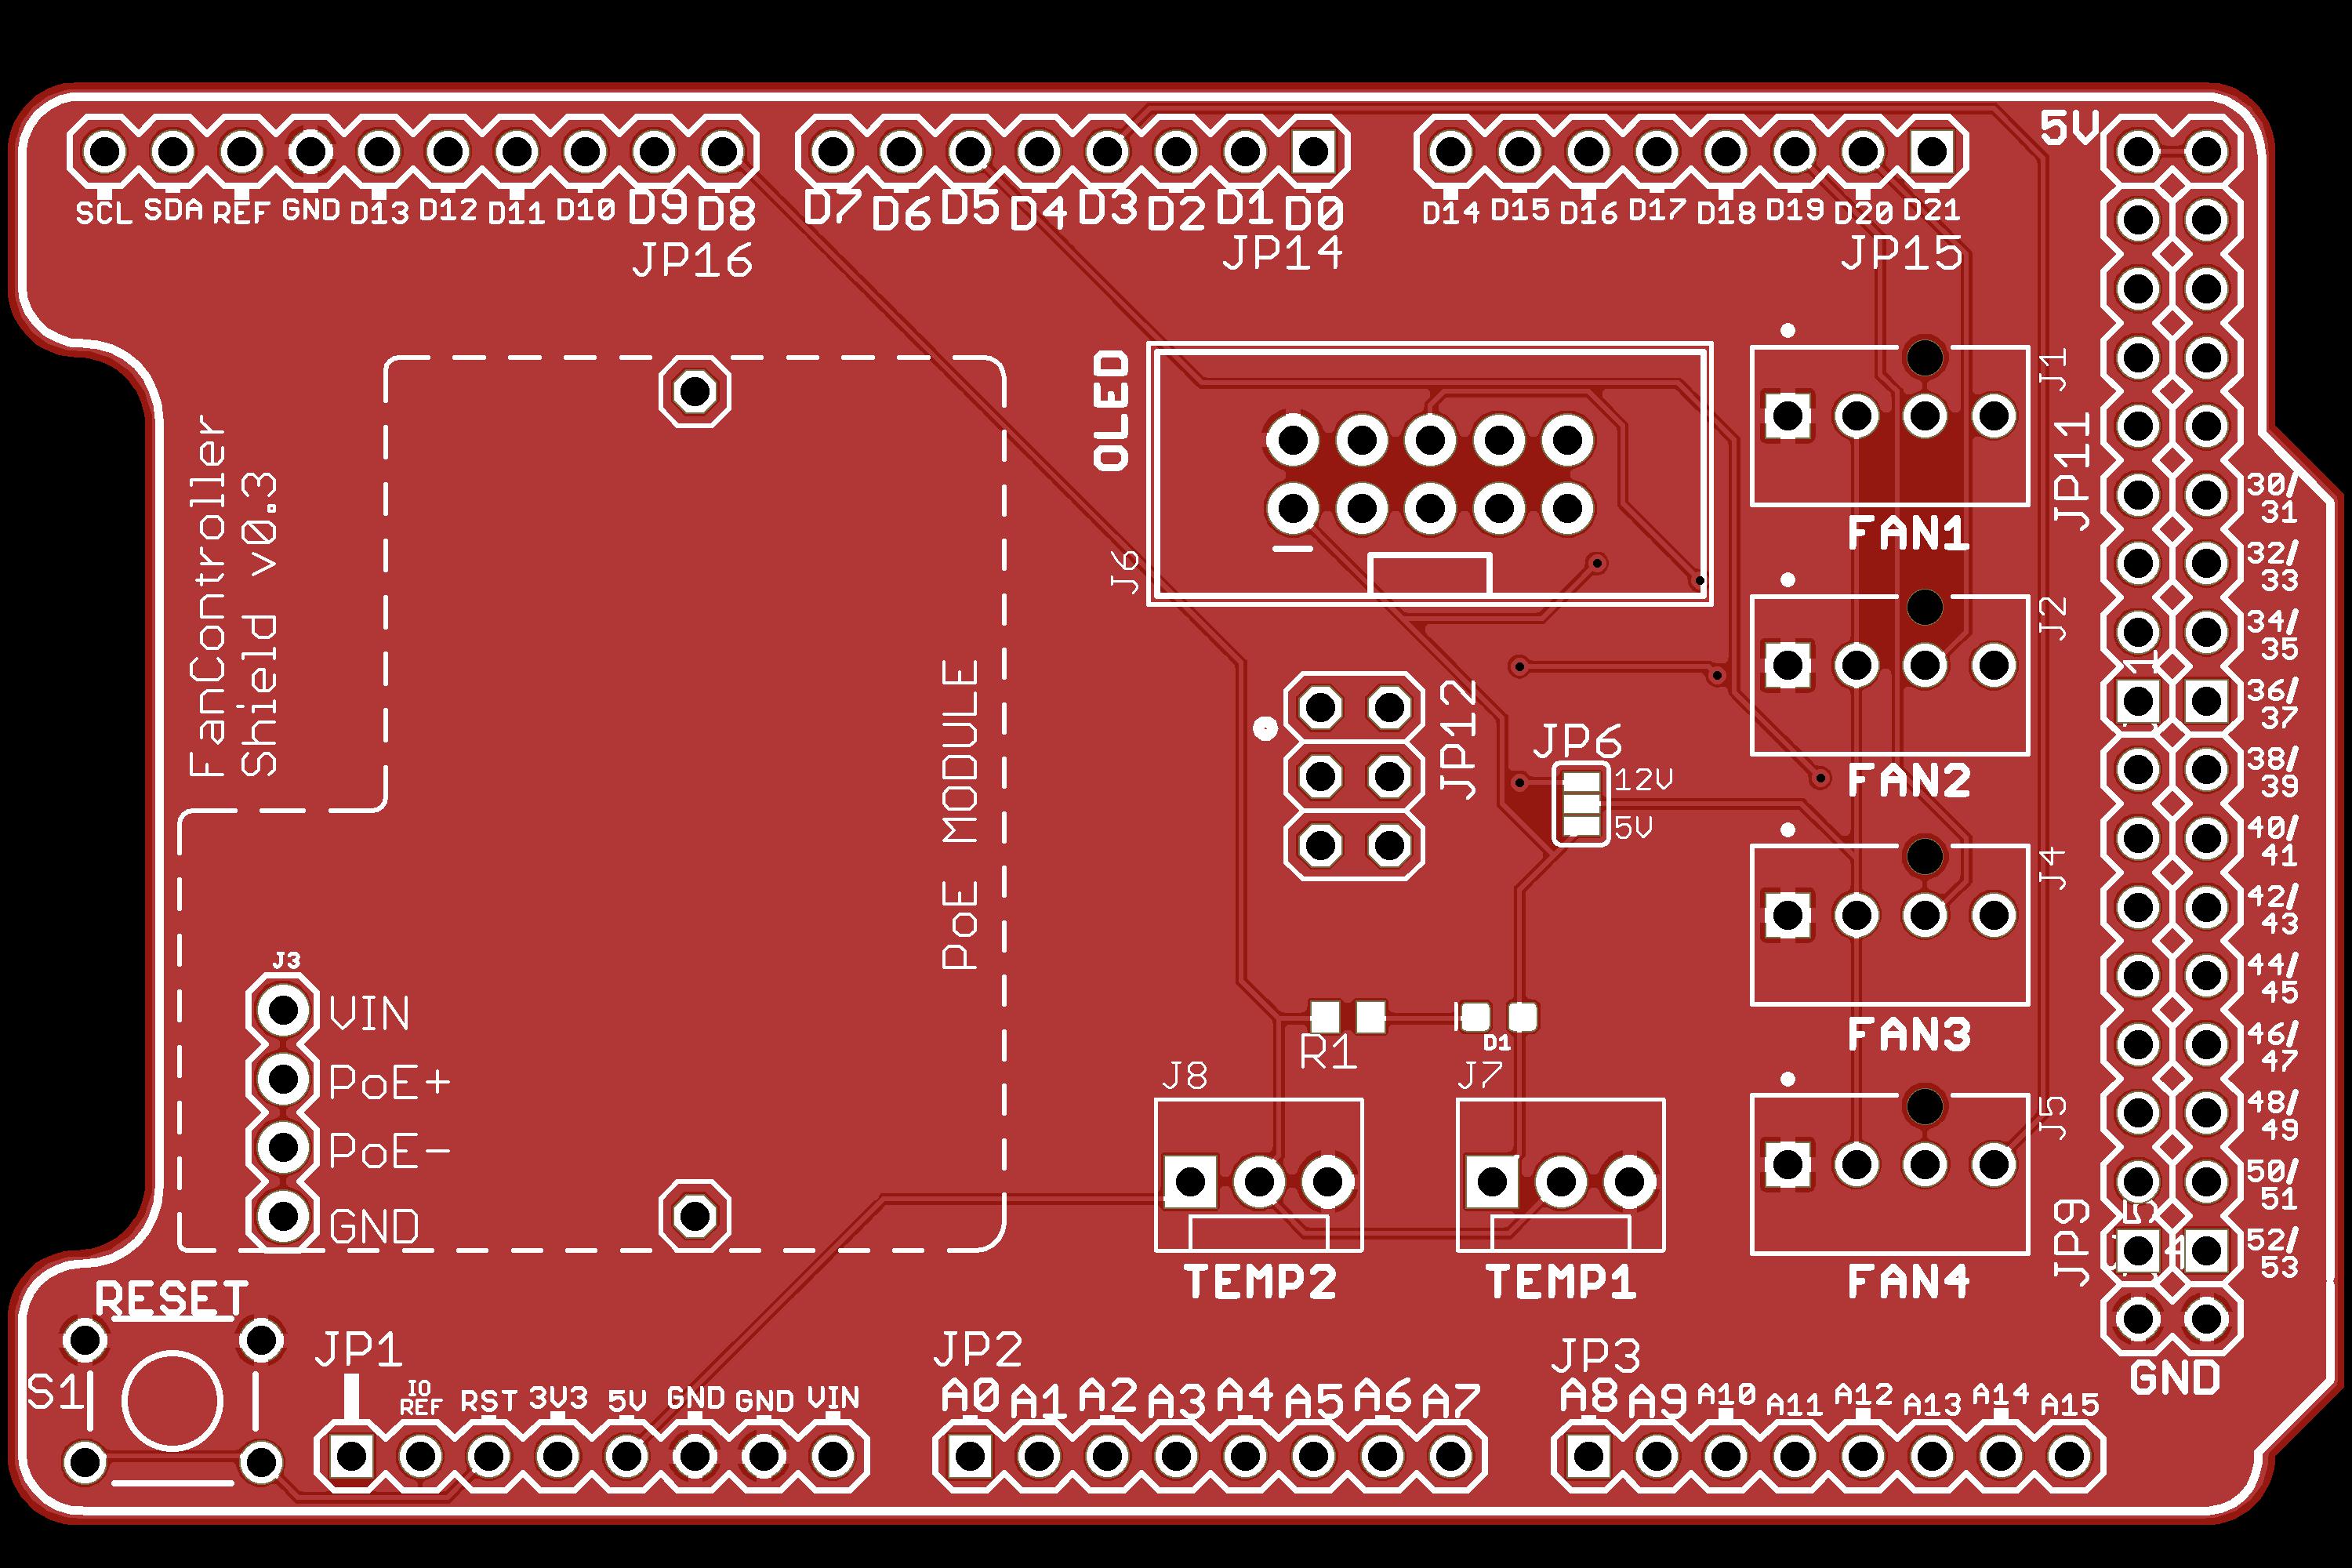 5V
SCL SDA REF GND D13 D12 D11 D10 D9 D8
D7 D6 D5 D4 D3 D2 D1 D0
D14 D15 D16 D17 D18 D19 D20 D21
JP16
JP14
JP15
OLED
J6
J1
FAN1
JP11
J2
FAN2
J4
FAN3
J5
FAN4
FanController
Shield v0.3
PoE MODULE
JP12
JP6
12V
5V
30/
31
32/
33
34/
35
36/
37
38/
39
40/
41
42/
43
44/
45
46/
47
48/
49
50/
51
52/
53
JP9
GND
J3
VIN
PoE+
PoE-
GND
R1
D1
J8
TEMP2
J7
TEMP1
RESET
S1
JP1
IO
REF
RST 3V3 5V GND GND VIN
JP2
A0 A1 A2 A3 A4 A5 A6 A7
JP3
A8 A9 A10 A11 A12 A13 A14 A15